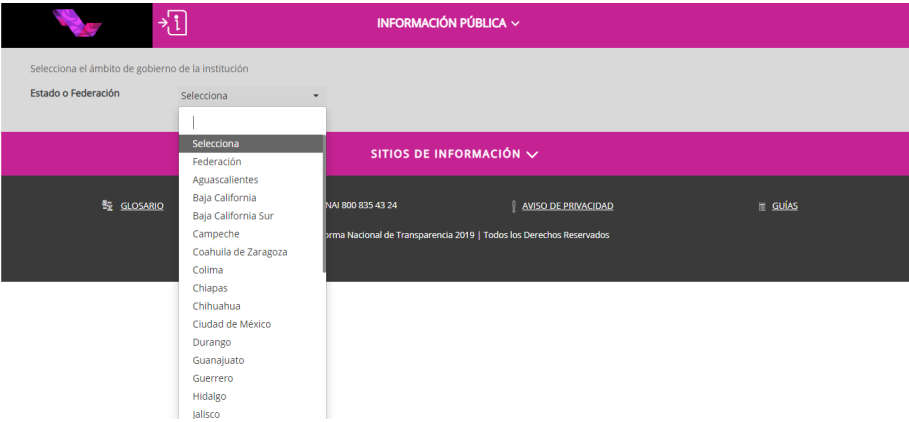 INFORMACIÓN PÚBLICA
Selecciona el ámbito de gobierno de la institución
Estado o Federación
Selecciona
Selecciona
Federación
Aguascalientes
Baja California
Baja California Sur
Campeche
Coahuila de Zaragoza
Colima
Chiapas
Chihuahua
Ciudad de México
Durango
Guanajuato
Guerrero
Hidalgo
Jalisco
SITIOS DE INFORMACIÓN
GLOSARIO
NAI 800 835 43 24
AVISO DE PRIVACIDAD
GUÍAS
orma Nacional de Transparencia 2019 | Todos los Derechos Reservados